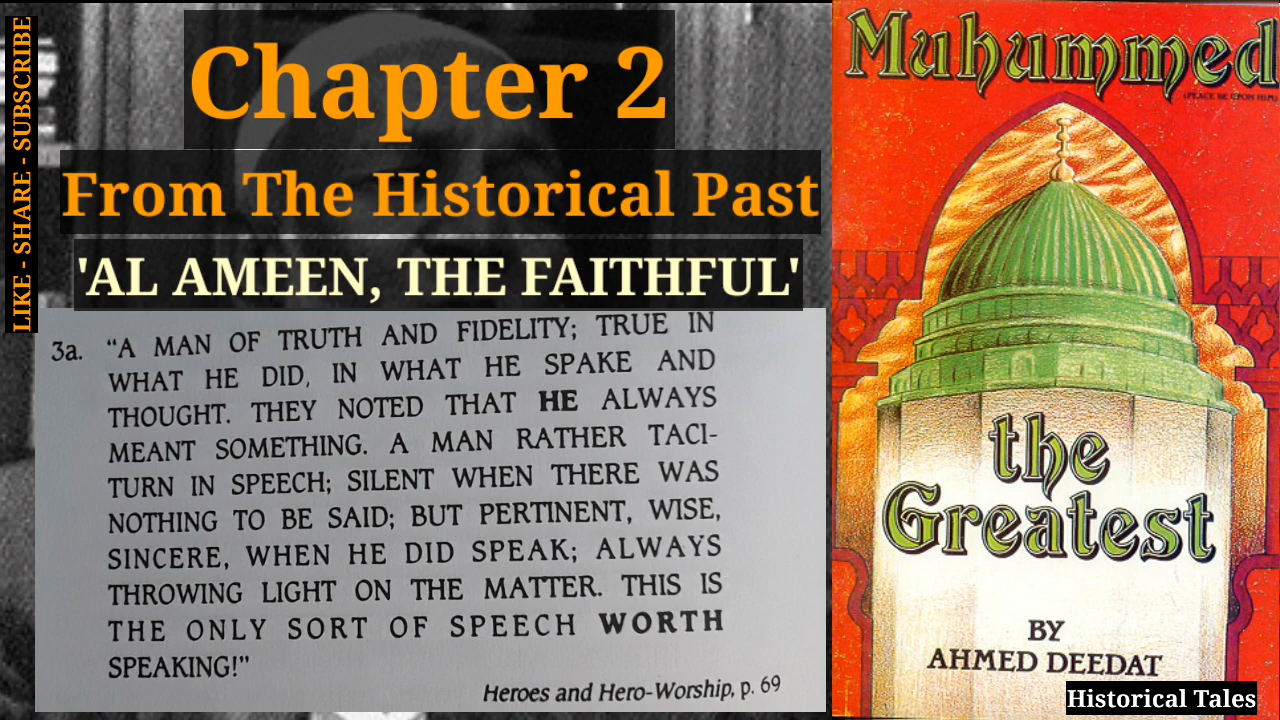 LIKE - SHARE - SUBSCRIBE
Chapter 2
From The Historical Past
'AL AMEEN, THE FAITHFUL'
3a. “A MAN OF TRUTH AND FIDELITY; TRUE IN
WHAT HE DID, IN WHAT HE SPAKE AND
THOUGHT. THEY NOTED THAT HE ALWAYS
MEANT SOMETHING. A MAN RATHER TACI-
TURN IN SPEECH; SILENT WHEN THERE WAS
NOTHING TO BE SAID; BUT PERTINENT, WISE,
SINCERE, WHEN HE DID SPEAK; ALWAYS
THROWING LIGHT ON THE MATTER. THIS IS
THE ONLY SORT OF SPEECH WORTH
SPEAKING!”
Heroes and Hero-Worship, p. 69
Muhummed
(PEACE BE UPON HIM)
the
Greatest
BY
AHMED DEEDAT
Historical Tales